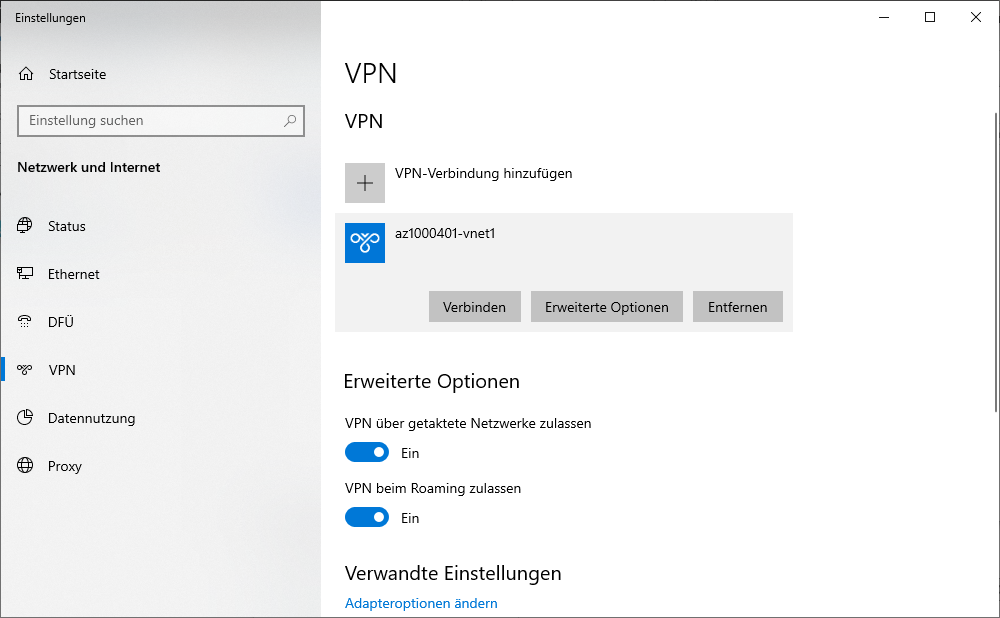 Einstellungen
Startseite
Einstellung suchen
Netzwerk und Internet
Status
Ethernet
DFÜ
VPN
Datennutzung
Proxy
VPN
VPN
VPN-Verbindung hinzufügen
az1000401-vnet1
Verbinden Erweiterte Optionen Entfernen
Erweiterte Optionen
VPN über getaktete Netzwerke zulassen
Ein
VPN beim Roaming zulassen
Ein
Verwandte Einstellungen
Adapteroptionen ändern